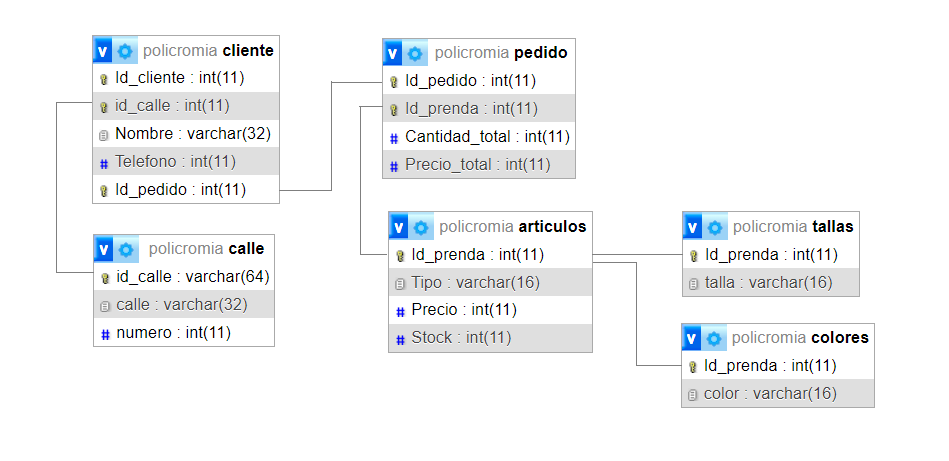 v policromia cliente
Id_cliente : int(11)
id_calle : int(11)
Nombre : varchar(32)
# Telefono : int(11)
Id_pedido : int(11)
v policromia pedido
Id_pedido : int(11)
Id_prenda : int(11)
# Cantidad_total : int(11)
# Precio_total : int(11)
v policromia calle
id_calle : varchar(64)
calle : varchar(32)
# numero : int(11)
v policromia articulos
Id_prenda : int(11)
Tipo : varchar(16)
# Precio : int(11)
# Stock : int(11)
v policromia tallas
Id_prenda : int(11)
talla : varchar(16)
v policromia colores
Id_prenda : int(11)
color : varchar(16)